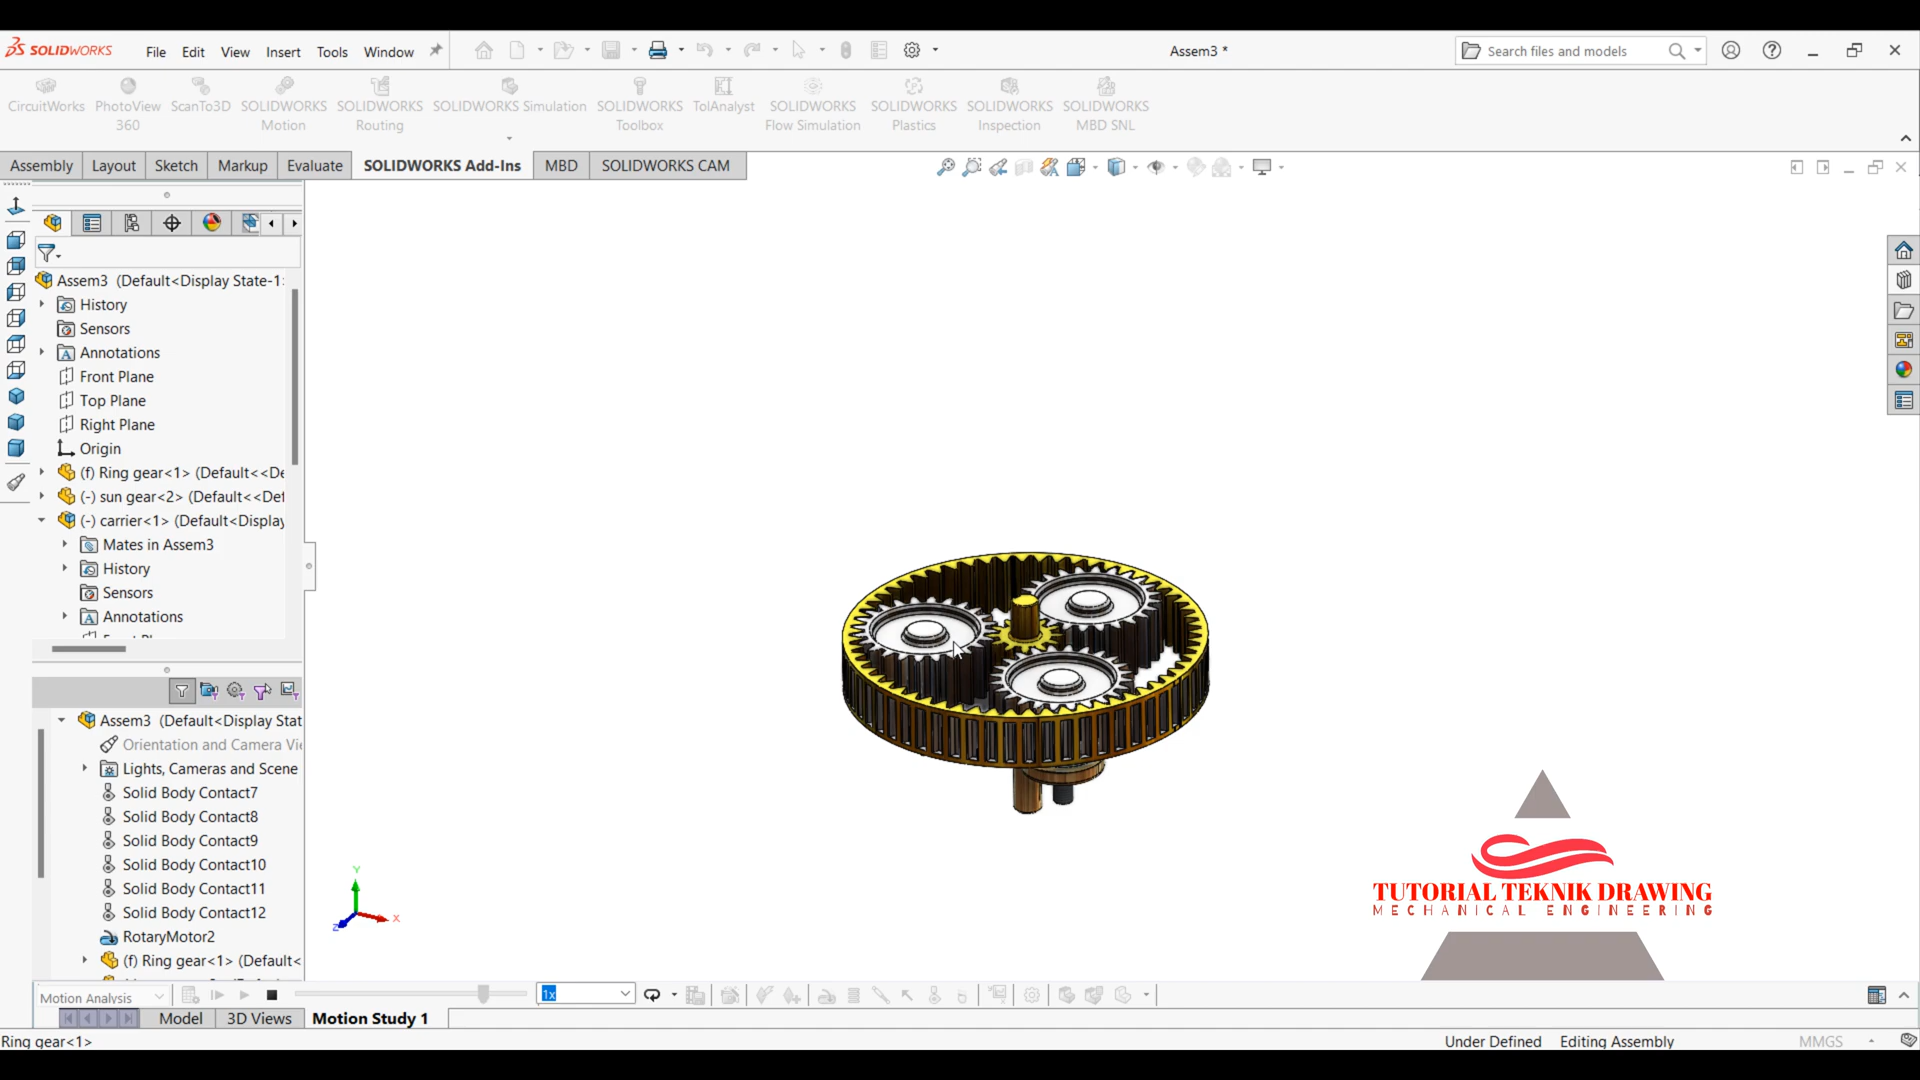 SOLIDWORKS
File Edit View Insert Tools Window
Assem3 *
Search files and models
CircuitWorks
PhotoView 360
ScanTo3D
SOLIDWORKS Motion
SOLIDWORKS Routing
SOLIDWORKS Simulation
SOLIDWORKS Toolbox
TolAnalyst
SOLIDWORKS Flow Simulation
SOLIDWORKS Plastics
SOLIDWORKS Inspection
SOLIDWORKS MBD SNL
Assembly Layout Sketch Markup Evaluate SOLIDWORKS Add-Ins MBD SOLIDWORKS CAM
Assem3 (Default<Display State-1
History
Sensors
Annotations
Front Plane
Top Plane
Right Plane
Origin
(f) Ring gear<1> (Default<<De
(-) sun gear<2> (Default<<Def
(-) carrier<1> (Default<Display
Mates in Assem3
History
Sensors
Annotations
Assem3 (Default<Display Stat
Orientation and Camera Vie
Lights, Cameras and Scene
Solid Body Contact7
Solid Body Contact8
Solid Body Contact9
Solid Body Contact10
Solid Body Contact11
Solid Body Contact12
RotaryMotor2
(f) Ring gear<1> (Default<
Y
X
Z
TUTORIAL TEKNIK DRAWING
MECHANICAL ENGINEERING
Motion Analysis
1x
Model 3D Views Motion Study 1
Ring gear<1>
Under Defined Editing Assembly MMGS